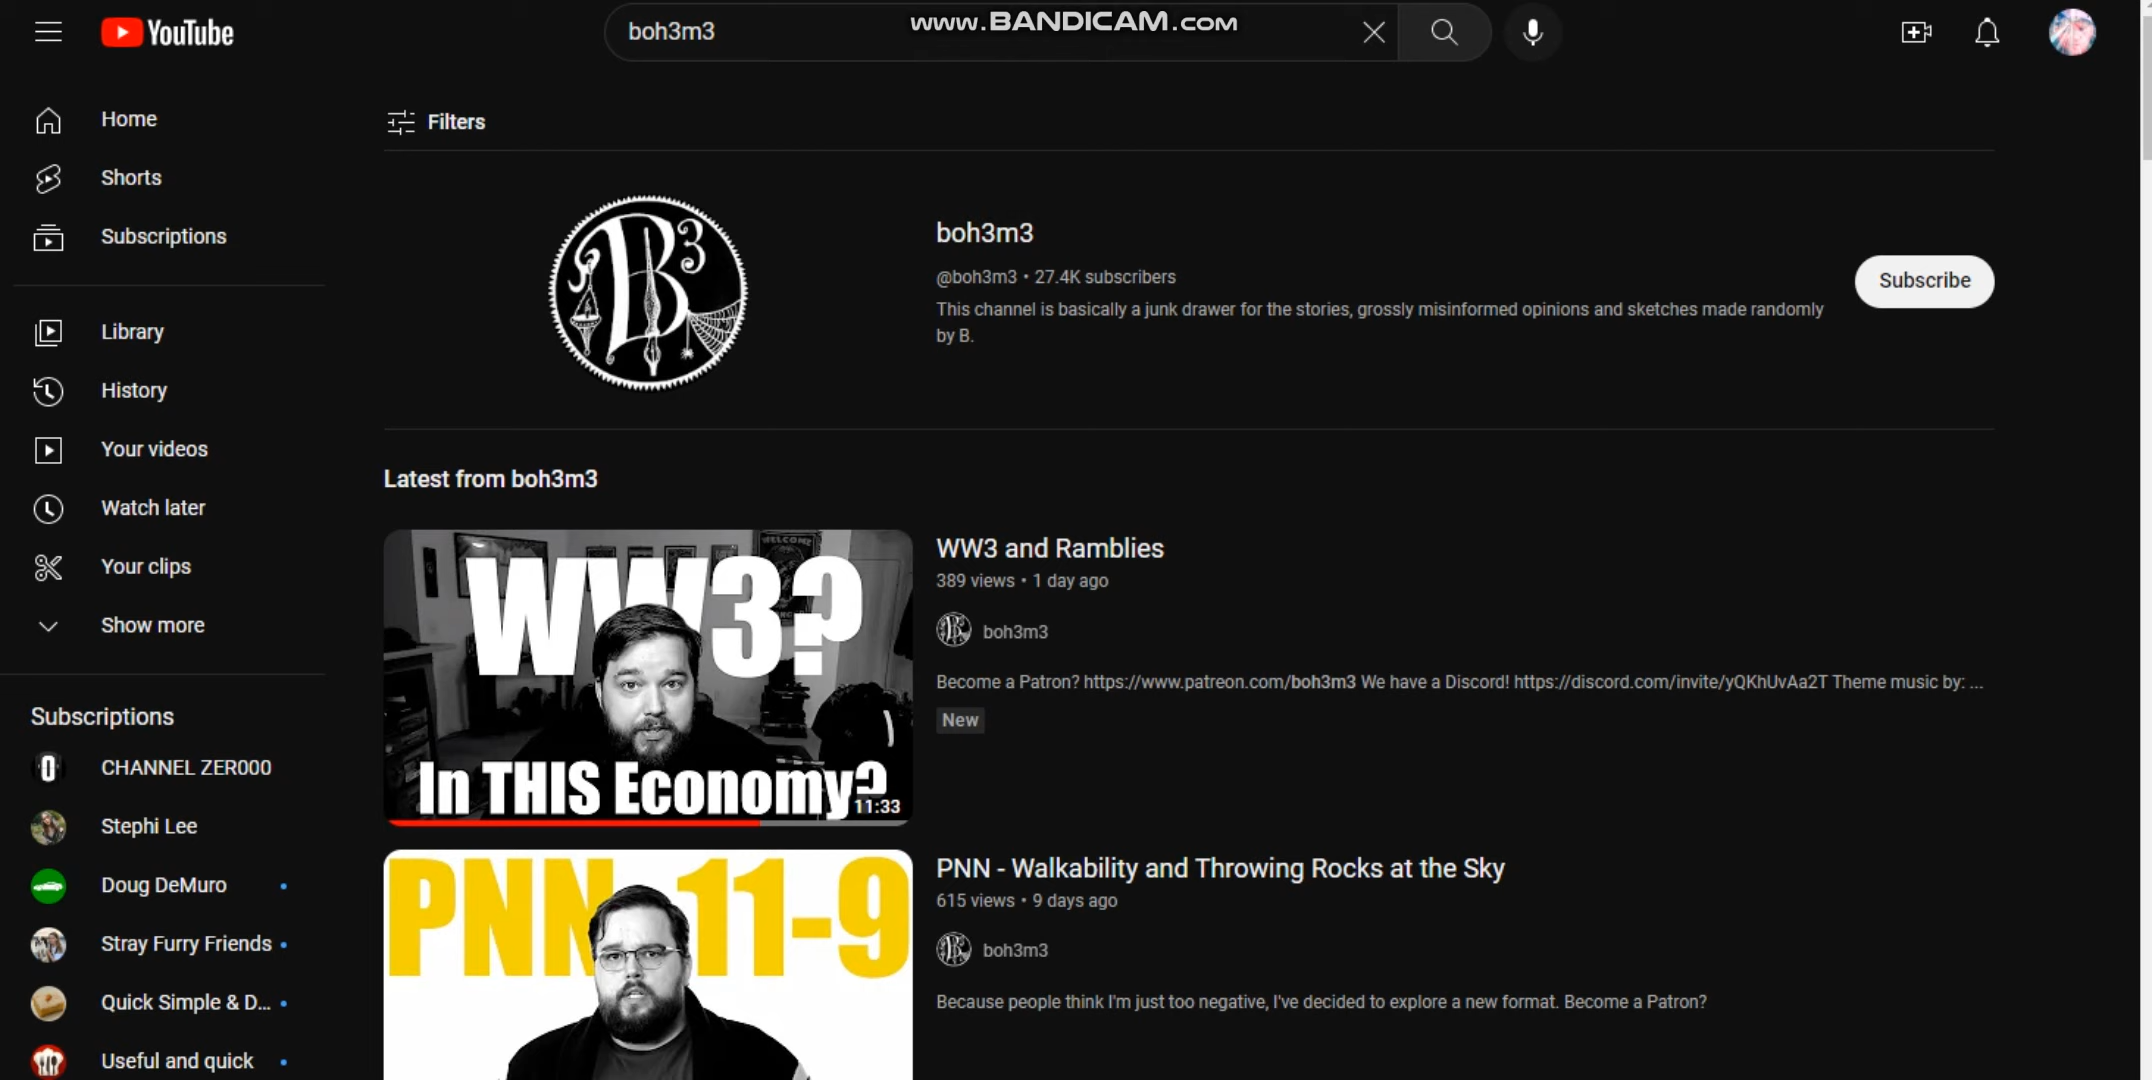 YouTube
boh3m3
www.BANDICAM.com
Home
Shorts
Subscriptions
Library
History
Your videos
Watch later
Your clips
Show more
Subscriptions
CHANNEL ZER000
Stephi Lee
Doug DeMuro
Stray Furry Friends
Quick Simple & D...
Useful and quick
Filters
B3
boh3m3
@boh3m3 • 27.4K subscribers
This channel is basically a junk drawer for the stories, grossly misinformed opinions and sketches made randomly
by B.
Subscribe
Latest from boh3m3
WELCOME
WW3?
In THIS Economy?
11:33
WW3 and Ramblies
389 views • 1 day ago
boh3m3
Become a Patron? https://www.patreon.com/boh3m3 We have a Discord! https://discord.com/invite/yQKhUvAa2T Theme music by: ...
New
PNN 11-9
PNN - Walkability and Throwing Rocks at the Sky
615 views • 9 days ago
boh3m3
Because people think I'm just too negative, I've decided to explore a new format. Become a Patron?